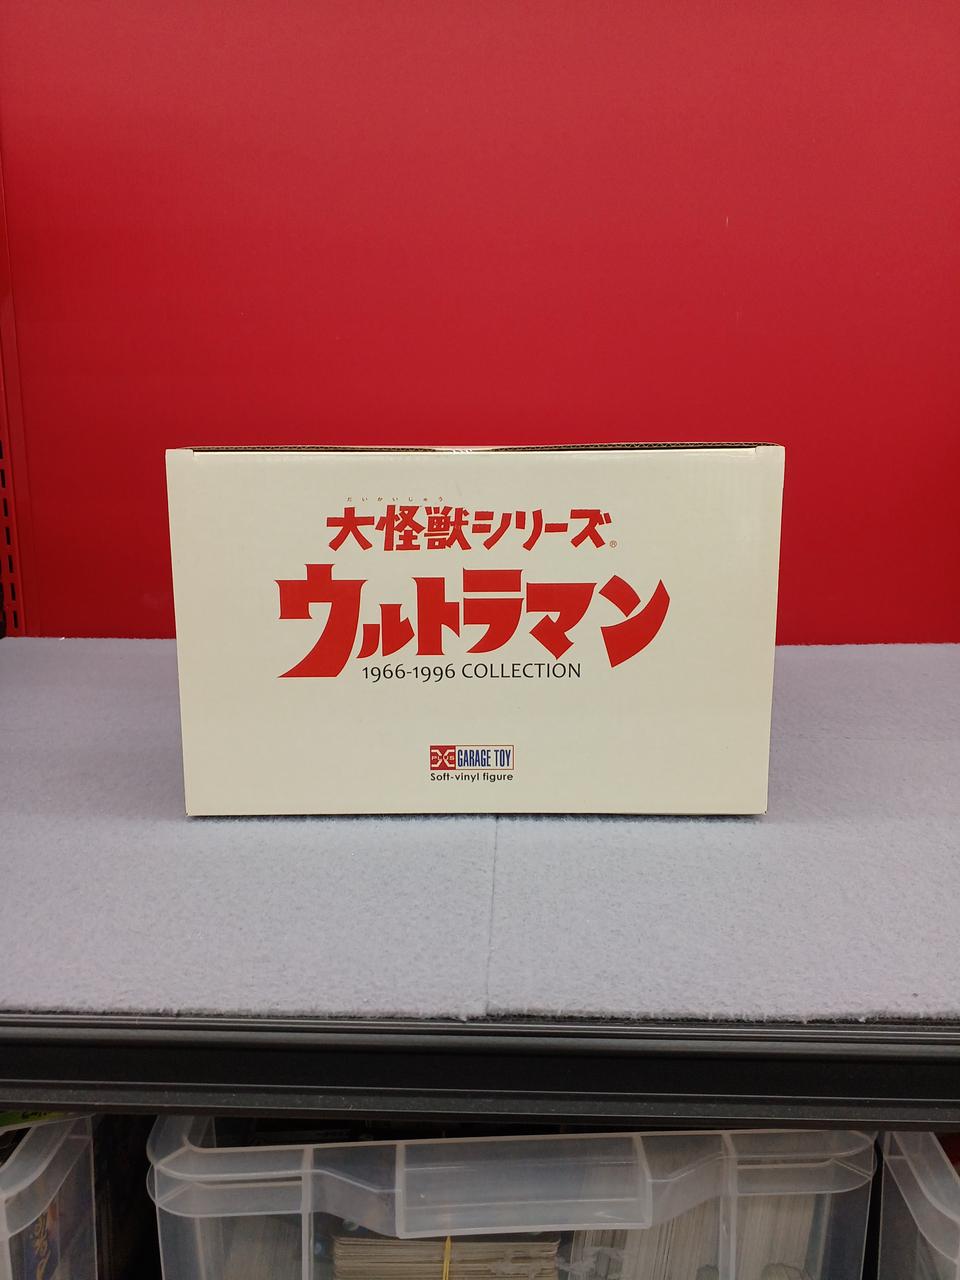 だいかいじゅう
大怪獣シリーズ®
ウルトラマン
1966-1996 COLLECTION
PLUS GARAGE TOY
Soft-vinyl figure